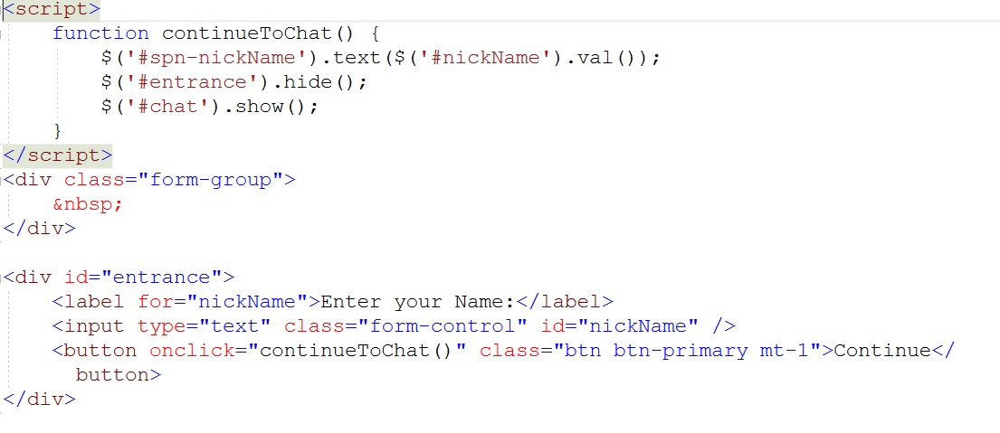 <script>
function continueToChat() {
$('#spn-nickName').text($('#nickName').val());
$('#entrance').hide();
$('#chat').show();
}
</script>
<div class="form-group">
&nbsp;
</div>
<div id="entrance">
<label for="nickName">Enter your Name:</label>
<input type="text" class="form-control" id="nickName" />
<button onclick="continueToChat()" class="btn btn-primary mt-1">Continue</
button>
</div>